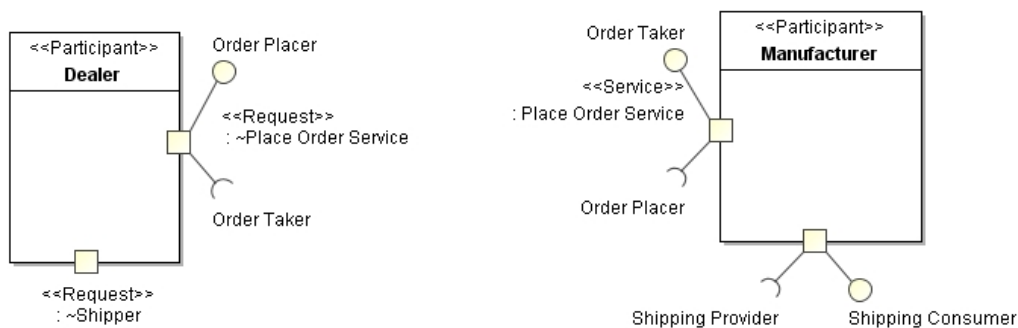 <<Participant>>
Dealer
Order Placer
<<Request>>
: ~Place Order Service
Order Taker
<<Request>>
: ~Shipper
Order Taker
<<Participant>>
Manufacturer
<<Service>>
: Place Order Service
Order Placer
Shipping Provider
Shipping Consumer